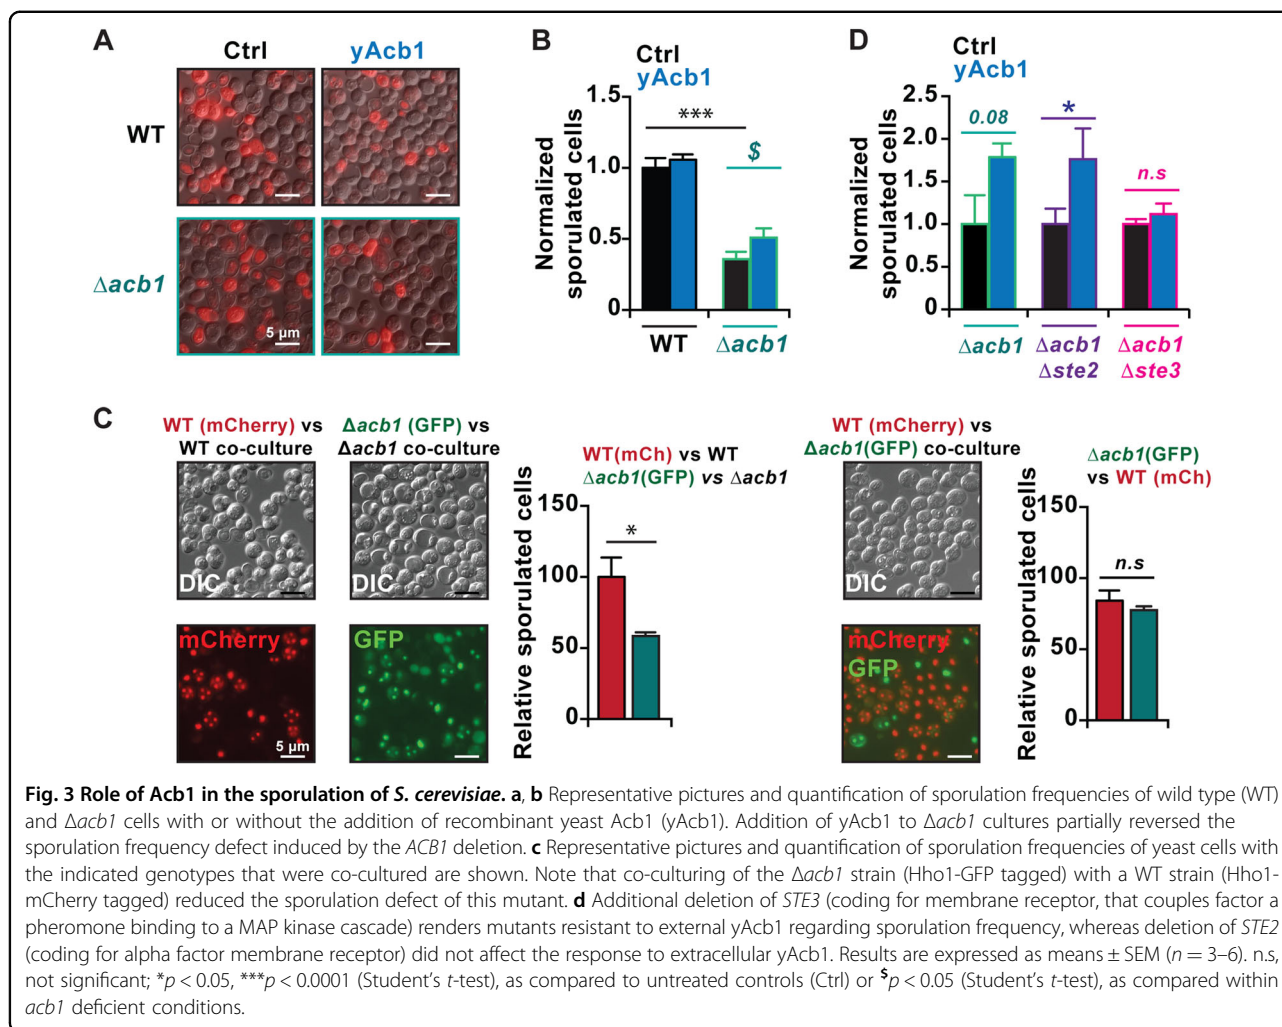 A
Ctrl
yAcb1
WT
Δacb1
5 μm
B
Ctrl
yAcb1
Normalized
sporulated cells
1.5
1.0
0.5
0
***
$
WT
Δacb1
D
Ctrl
yAcb1
Normalized
sporulated cells
2.5
2.0
1.5
1.0
0.5
0
0.08
*
n.s
Δacb1
Δacb1
Δste2
Δacb1
Δste3
C
WT (mCherry) vs
WT co-culture
DIC
mCherry
5 μm
Δacb1 (GFP) vs
Δacb1 co-culture
DIC
GFP
WT(mCh) vs WT
Δacb1(GFP) vs Δacb1
Relative sporulated cells
150
100
50
0
*
WT (mCherry) vs
Δacb1(GFP) co-culture
DIC
mCherry
GFP
Δacb1(GFP)
vs WT (mCh)
Relative sporulated cells
150
100
50
0
n.s
Fig. 3 Role of Acb1 in the sporulation of S. cerevisiae. a, b Representative pictures and quantification of sporulation frequencies of wild type (WT)
and Δacb1 cells with or without the addition of recombinant yeast Acb1 (yAcb1). Addition of yAcb1 to Δacb1 cultures partially reversed the
sporulation frequency defect induced by the ACB1 deletion. c Representative pictures and quantification of sporulation frequencies of yeast cells with
the indicated genotypes that were co-cultured are shown. Note that co-culturing of the Δacb1 strain (Hho1-GFP tagged) with a WT strain (Hho1-
mCherry tagged) reduced the sporulation defect of this mutant. d Additional deletion of STE3 (coding for membrane receptor, that couples factor a
pheromone binding to a MAP kinase cascade) renders mutants resistant to external yAcb1 regarding sporulation frequency, whereas deletion of STE2
(coding for alpha factor membrane receptor) did not affect the response to extracellular yAcb1. Results are expressed as means ± SEM (n = 3–6). n.s,
not significant; *p < 0.05, ***p < 0.0001 (Student's t-test), as compared to untreated controls (Ctrl) or $p < 0.05 (Student's t-test), as compared within
acb1 deficient conditions.